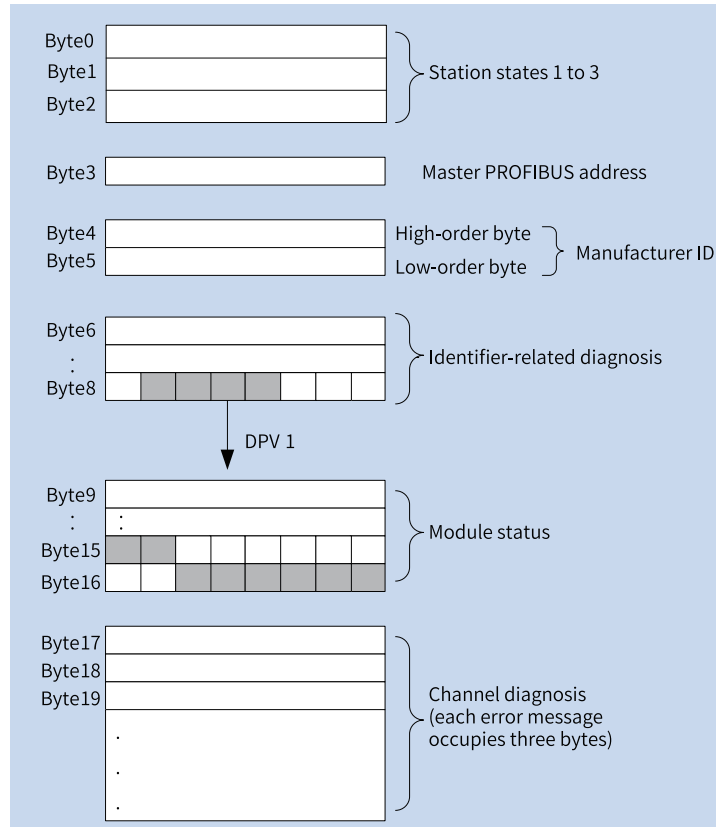 Byte0
Byte1
Byte2
Station states 1 to 3
Byte3
Master PROFIBUS address
Byte4
High-order byte
Byte5
Low-order byte
Manufacturer ID
Byte6
:
Byte8
Identifier-related diagnosis
DPV 1
Byte9
: :
Byte15
Byte16
Module status
Byte17
Byte18
Byte19
Channel diagnosis
(each error message
occupies three bytes)
.
.
.